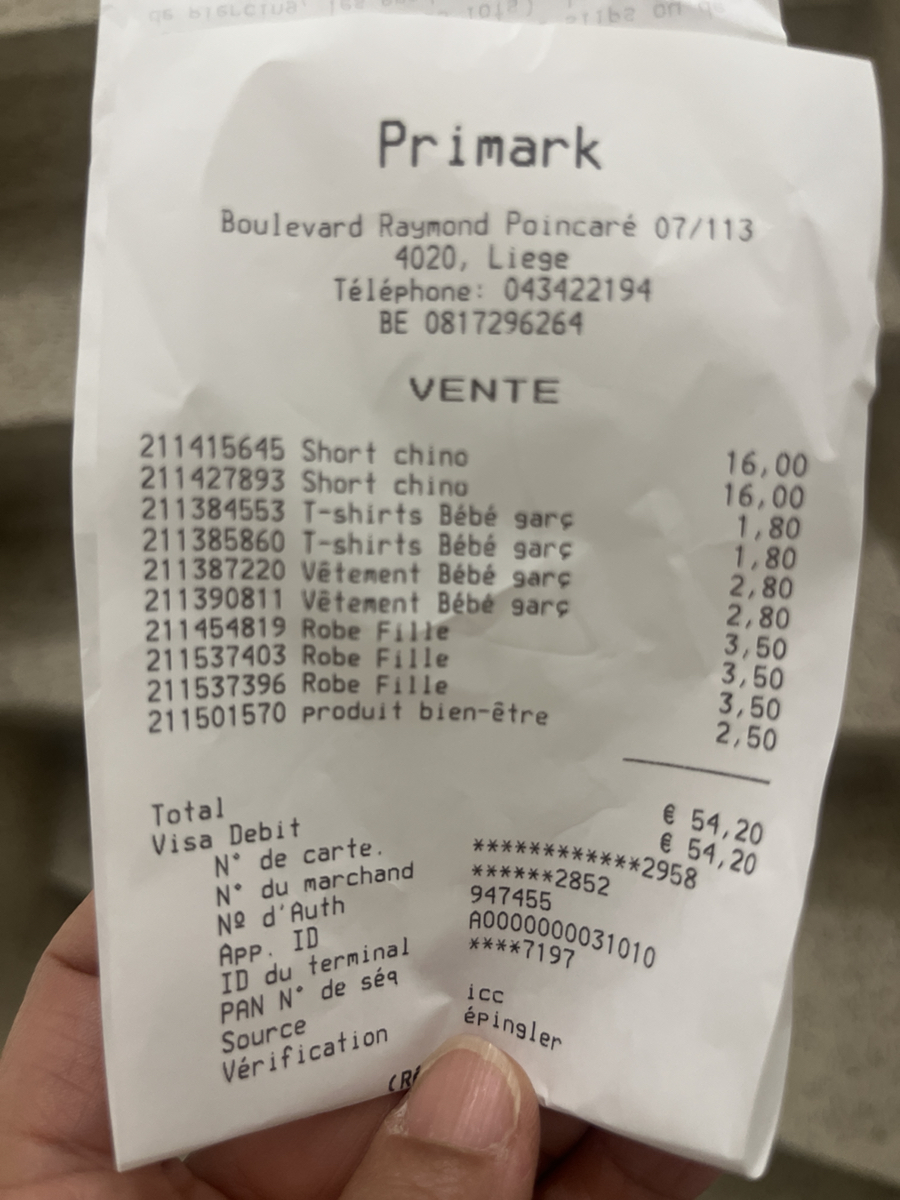 Primark
Boulevard Raymond Poincaré 07/113
4020, Liege
Téléphone: 043422194
BE 0817296264
VENTE
211415645 Short chino 16,00
211427893 Short chino 16,00
211384553 T-shirts Bébé garç 1,80
211385860 T-shirts Bébé garç 1,80
211387220 Vêtement Bébé garç 2,80
211390811 Vêtement Bébé garç 2,80
211454819 Robe Fille 3,50
211537403 Robe Fille 3,50
211537396 Robe Fille 3,50
211501570 produit bien-être 2,50
Total € 54,20
Visa Debit € 54,20
N° de carte. ************2958
N° du marchand ******2852
Nº d'Auth 947455
App. ID A0000000031010
ID du terminal ****7197
PAN N° de séq
Source icc
Vérification épingler